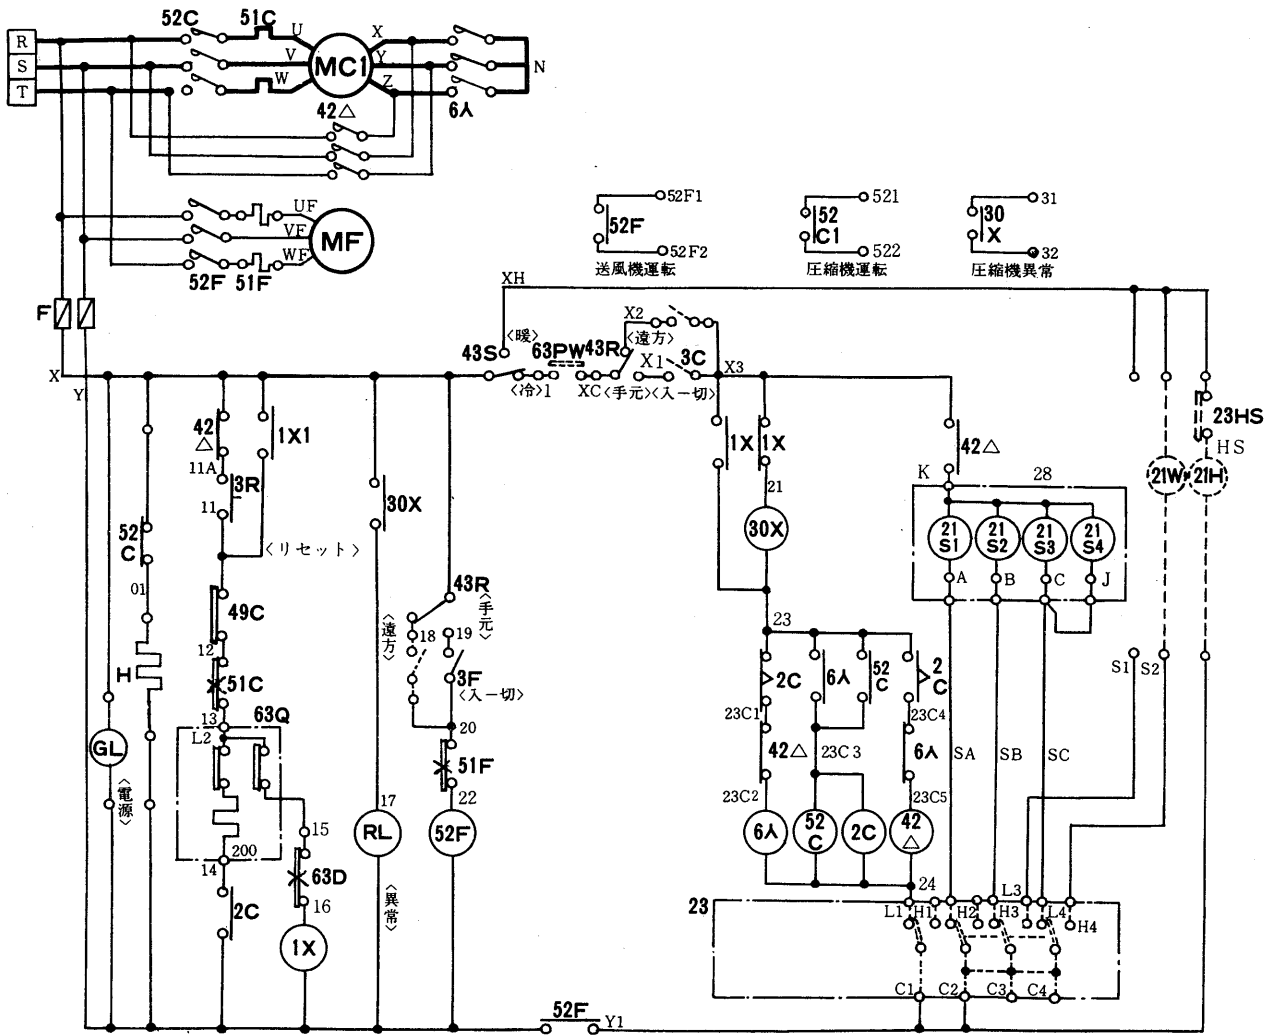 52C
51C
U
X
R
S
T
V
W
MC1
Y
Z
N
42△
6人
UF
VF
WF
MF
52F
51F
52F1
52F
52F2
送風機運転
521
52
C1
522
圧縮機運転
31
30
X
32
圧縮機異常
F
XH
X2
〈暖〉
〈遠方〉
43S
63PW
43R
X1
3C
X3
X
Y
〈冷〉
1
XC
〈手元〉
〈入一切〉
42
△
11A
1X1
3R
11
〈リセット〉
30X
1X
1X
21
30X
42△
K
28
23HS
HS
21W
21H
21
S1
21
S2
21
S3
21
S4
A
B
C
J
52
C
01
H
49C
12
51C
13
63Q
L2
43R
〈手元〉
〈遠方〉
18
19
3F
〈入一切〉
20
51F
22
23
2C
6人
52
C
2
C
23C1
23C3
23C4
42△
6人
23C2
23C5
SA
SB
SC
S1
S2
GL
〈電源〉
17
RL
52F
6人
52
C
2C
42
△
200
14
15
63D
16
2C
1X
〈異常〉
24
23
L1
H1
H2
H3
L3
L4
H4
C1
C2
C3
C4
52F
Y1